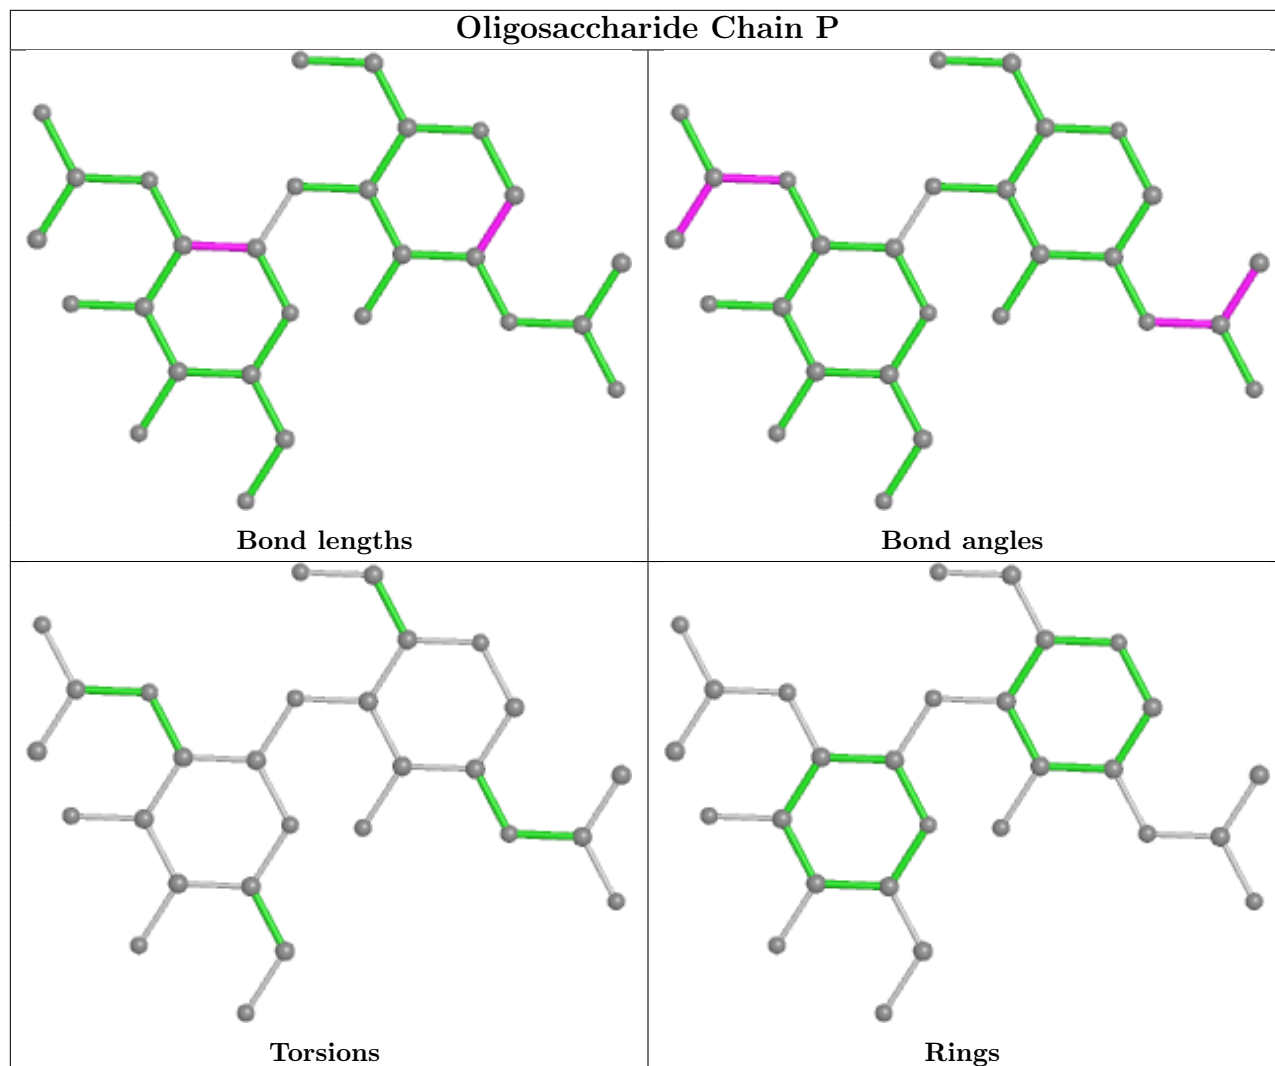 Oligosaccharide Chain P
Bond lengths
Bond angles
Torsions
Rings